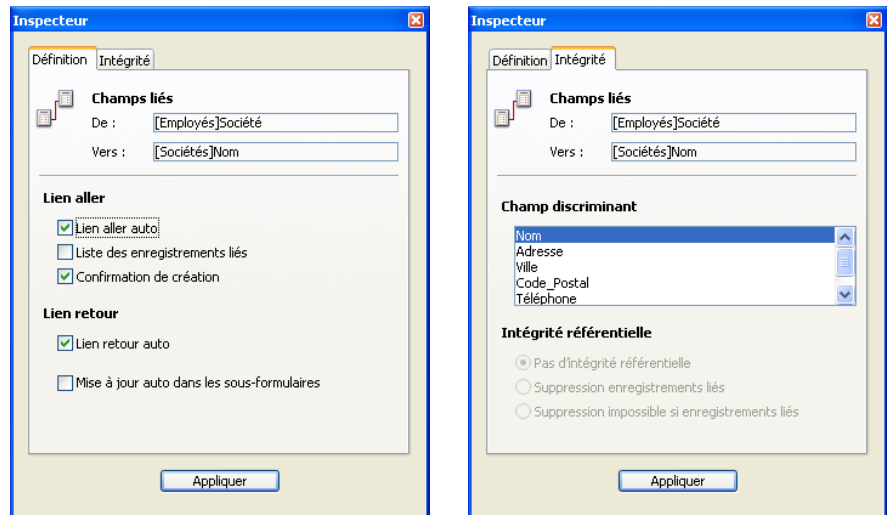 Inspecteur
Définition Intégrité
Champs liés
De : [Employés]Société
Vers : [Sociétés]Nom
Lien aller
Lien aller auto
Liste des enregistrements liés
Confirmation de création
Lien retour
Lien retour auto
Mise à jour auto dans les sous-formulaires
Appliquer
Inspecteur
Définition Intégrité
Champs liés
De : [Employés]Société
Vers : [Sociétés]Nom
Champ discriminant
Nom
Adresse
Ville
Code_Postal
Téléphone
Intégrité référentielle
Pas d'intégrité référentielle
Suppression enregistrements liés
Suppression impossible si enregistrements liés
Appliquer